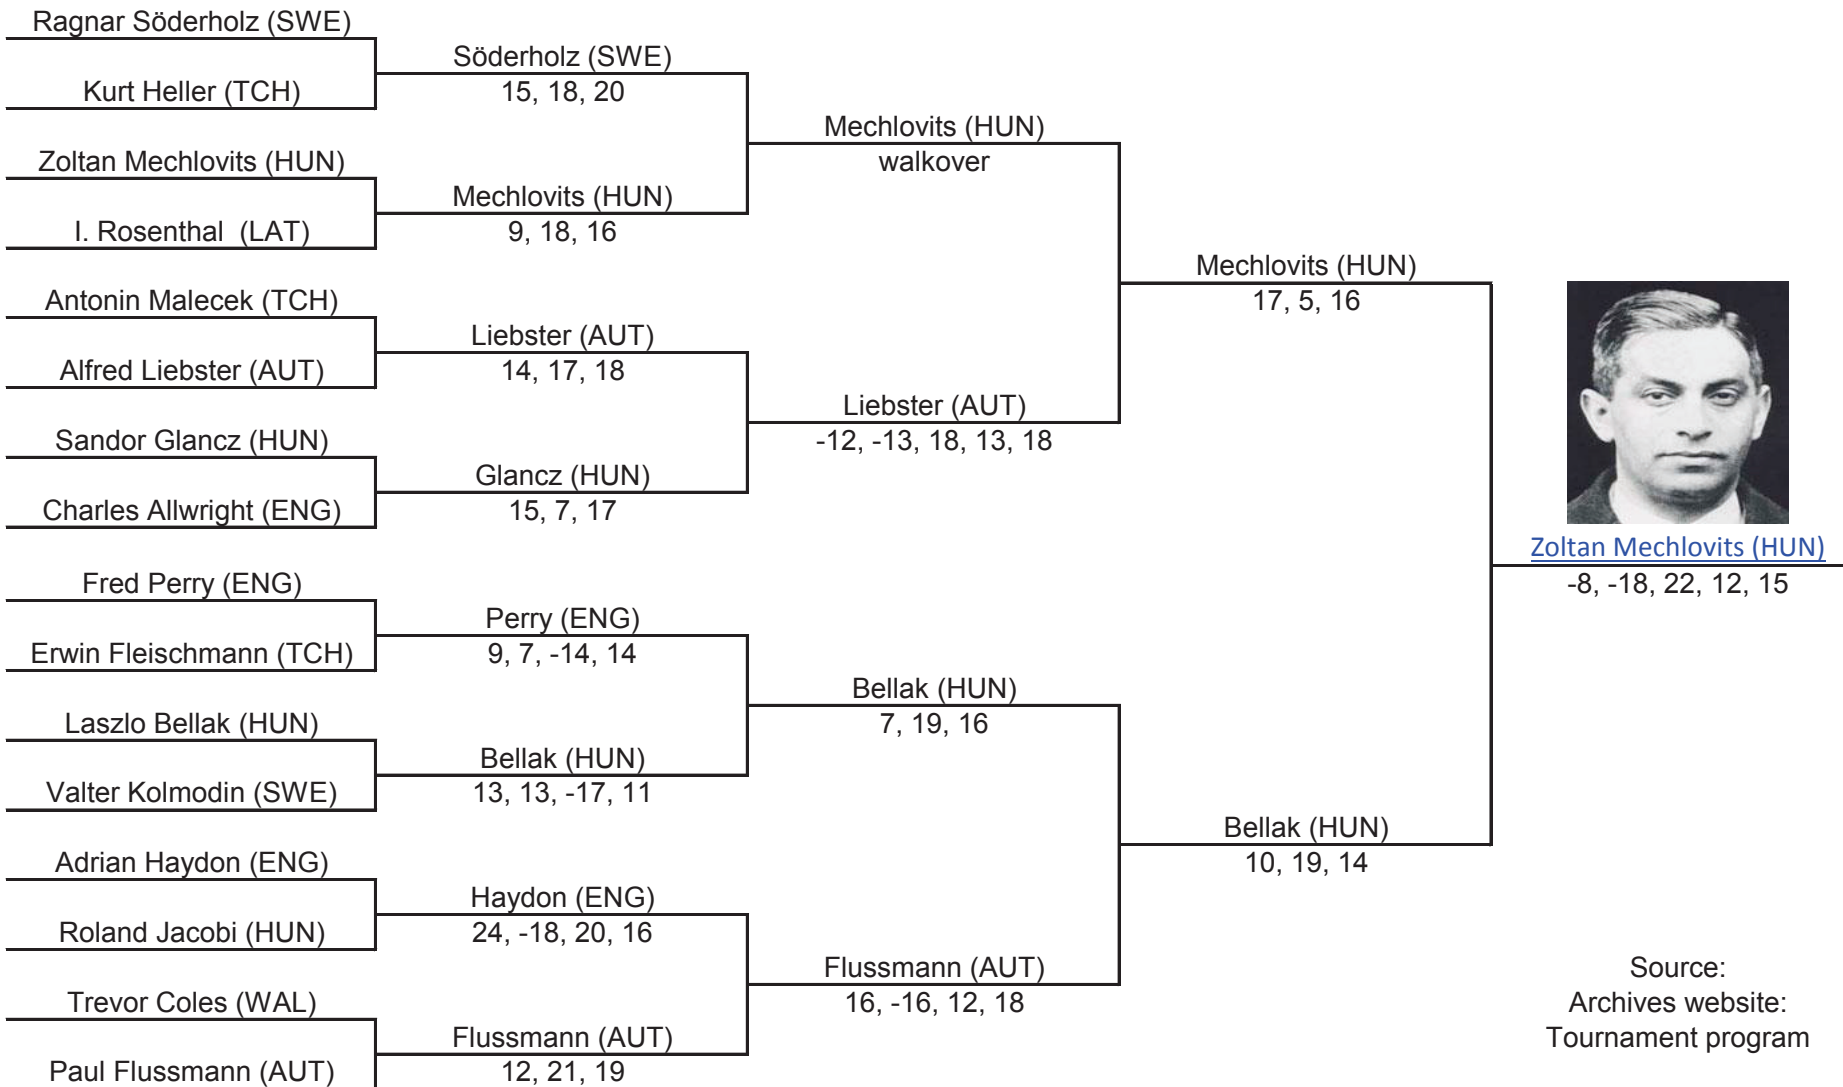 Ragnar Söderholz (SWE)
Kurt Heller (TCH)
Zoltan Mechlovits (HUN)
I. Rosenthal (LAT)
Antonin Malecek (TCH)
Alfred Liebster (AUT)
Sandor Glancz (HUN)
Charles Allwright (ENG)
Fred Perry (ENG)
Erwin Fleischmann (TCH)
Laszlo Bellak (HUN)
Valter Kolmodin (SWE)
Adrian Haydon (ENG)
Roland Jacobi (HUN)
Trevor Coles (WAL)
Paul Flussmann (AUT)
Söderholz (SWE)
15, 18, 20
Mechlovits (HUN)
9, 18, 16
Liebster (AUT)
14, 17, 18
Glancz (HUN)
15, 7, 17
Perry (ENG)
9, 7, -14, 14
Bellak (HUN)
13, 13, -17, 11
Haydon (ENG)
24, -18, 20, 16
Flussmann (AUT)
12, 21, 19
Mechlovits (HUN)
walkover
Liebster (AUT)
-12, -13, 18, 13, 18
Bellak (HUN)
7, 19, 16
Flussmann (AUT)
16, -16, 12, 18
Mechlovits (HUN)
17, 5, 16
Bellak (HUN)
10, 19, 14
Zoltan Mechlovits (HUN)
-8, -18, 22, 12, 15
Source:
Archives website:
Tournament program